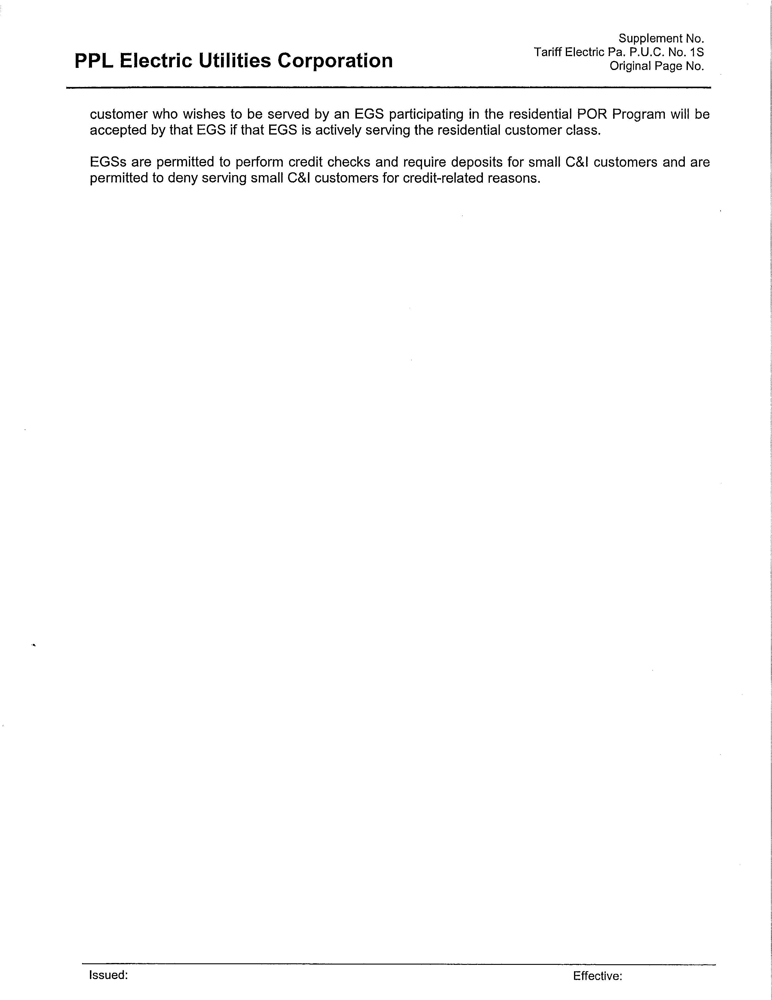 Supplement No.
PPL Electric Utilities Corporation
Tariff Electric Pa. P.U.C. No. 1S
Original Page No.
customer who wishes to be served by an EGS participating in the residential POR Program will be
accepted by that EGS if that EGS is actively serving the residential customer class.
EGSs are permitted to perform credit checks and require deposits for small C&I customers and are
permitted to deny serving small C&I customers for credit-related reasons.
Issued:
Effective: